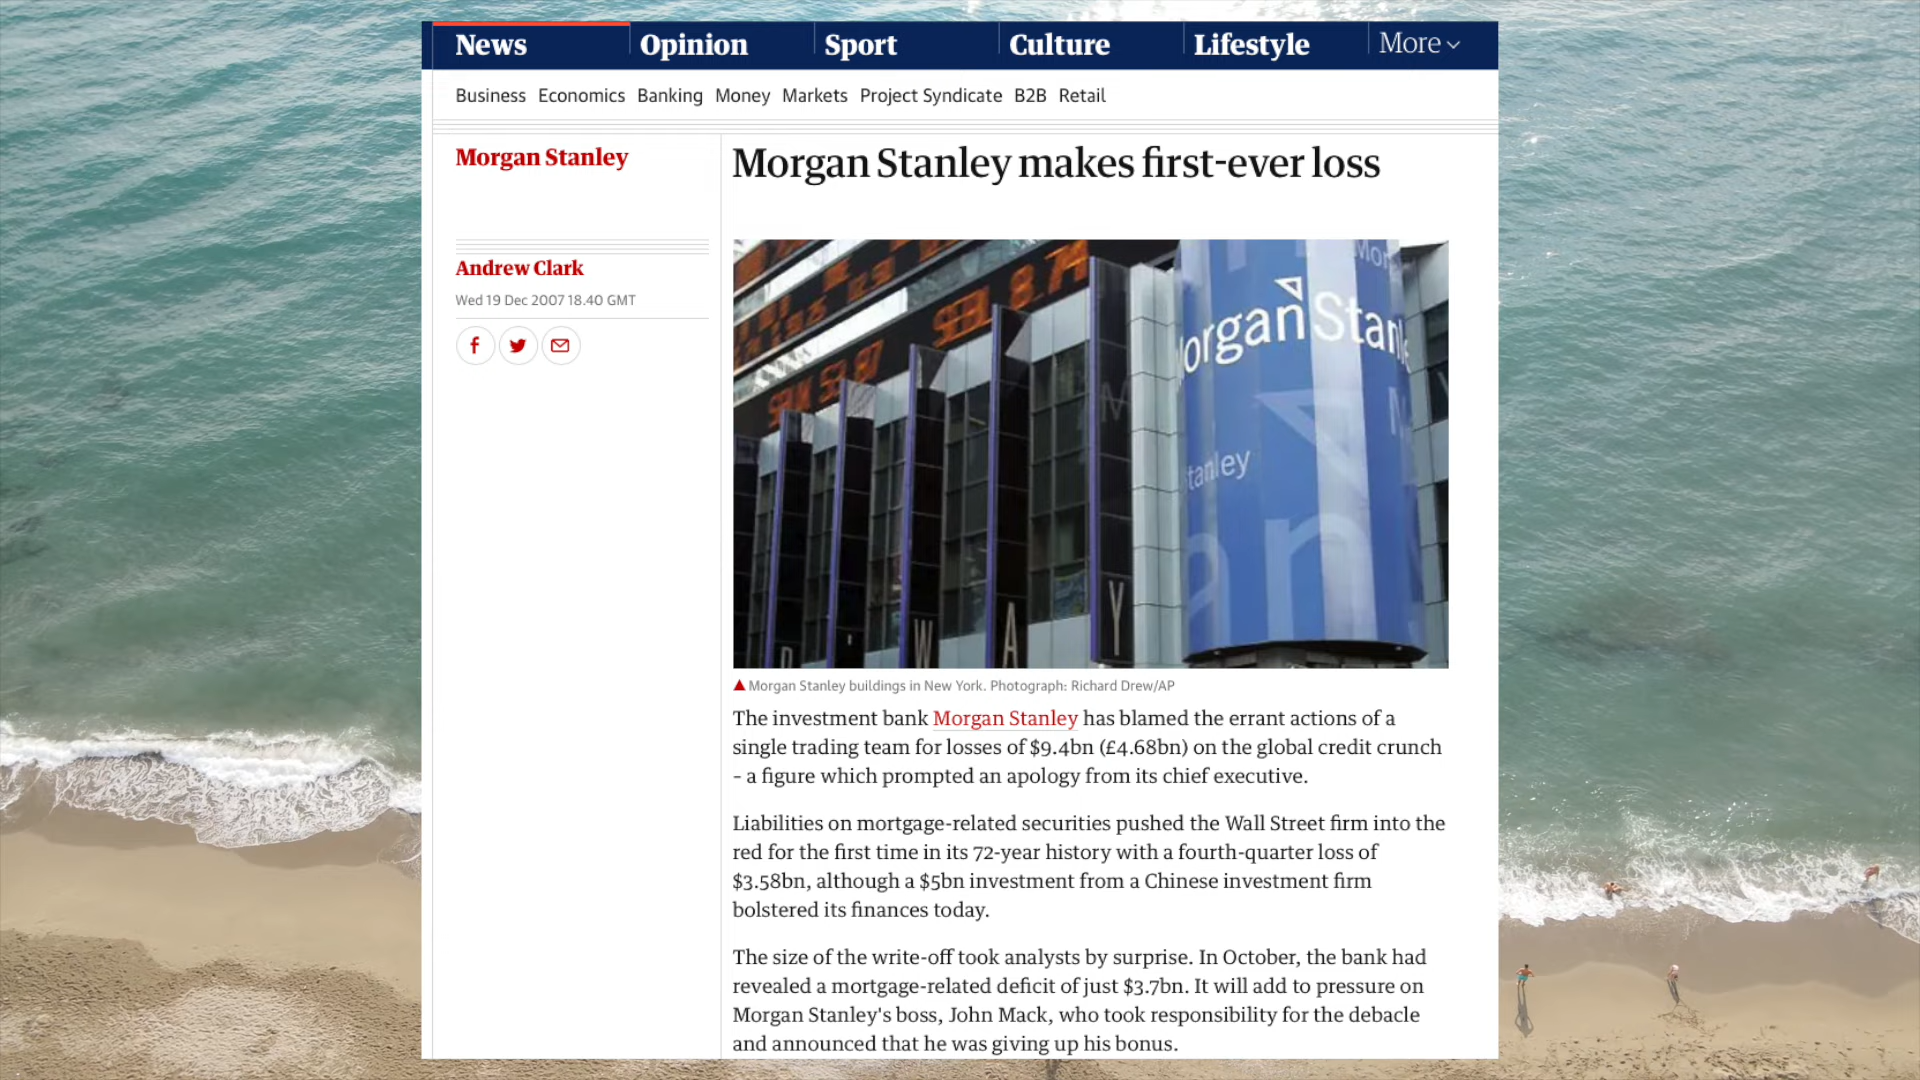 News
Opinion
Sport
Culture
Lifestyle
More
Business Economics Banking Money Markets Project Syndicate B2B Retail
Morgan Stanley
Morgan Stanley makes first-ever loss
Andrew Clark
Wed 19 Dec 2007 18.40 GMT
8.74
Morgan Stanley buildings in New York. Photograph: Richard Drew/AP
The investment bank Morgan Stanley has blamed the errant actions of a
single trading team for losses of $9.4bn (£4.68bn) on the global credit crunch
– a figure which prompted an apology from its chief executive.
Liabilities on mortgage-related securities pushed the Wall Street firm into the
red for the first time in its 72-year history with a fourth-quarter loss of
$3.58bn, although a $5bn investment from a Chinese investment firm
bolstered its finances today.
The size of the write-off took analysts by surprise. In October, the bank had
revealed a mortgage-related deficit of just $3.7bn. It will add to pressure on
Morgan Stanley's boss, John Mack, who took responsibility for the debacle
and announced that he was giving up his bonus.